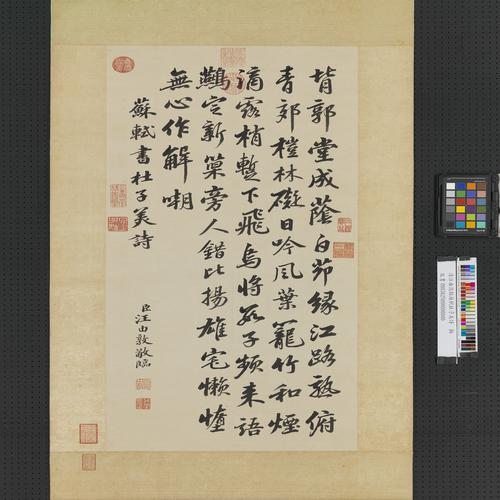 背郭堂成蔭白茆緣江路熟俯
青郊榿林礙日吟風葉籠竹和煙
滴露梢暫下飛烏將數子頻來語
鷰定新巢旁人錯比揚雄宅懶惰
無心作解嘲
蘇軾書杜子美詩
臣汪由敦敬臨